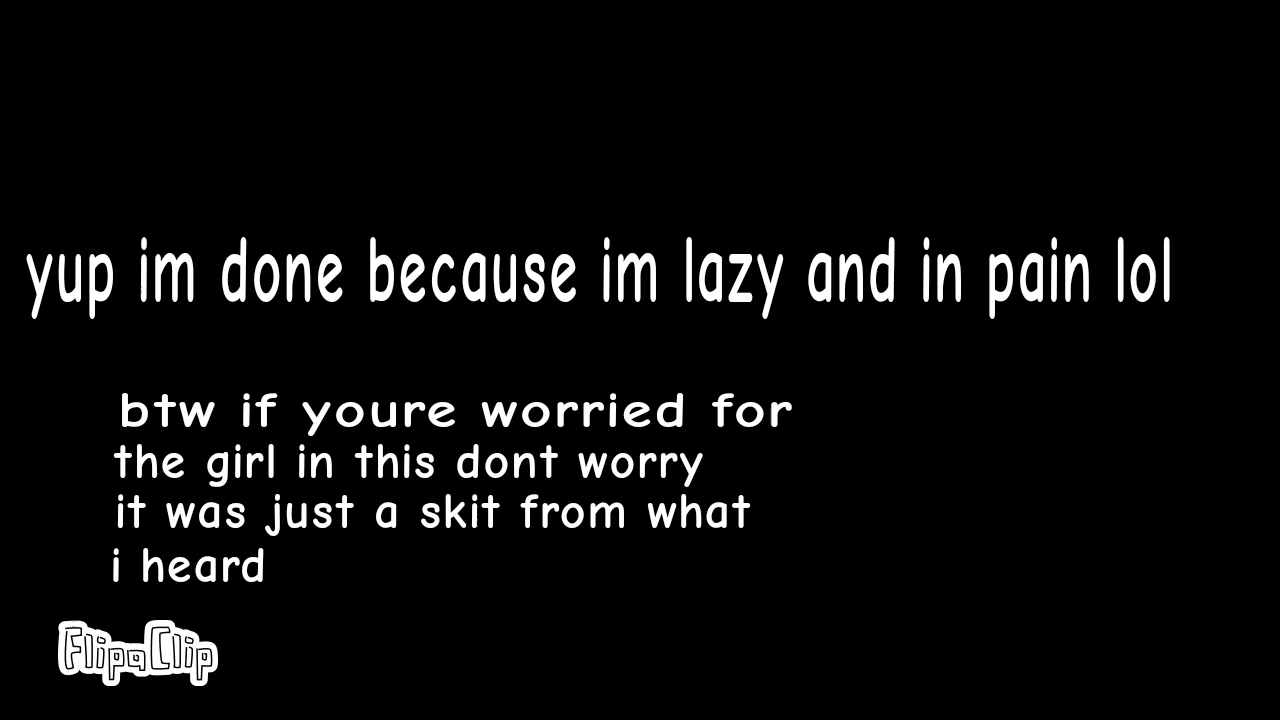 yup im done because im lazy and in pain lol
btw if youre worried for
the girl in this dont worry
it was just a skit from what
i heard
FlipaClip